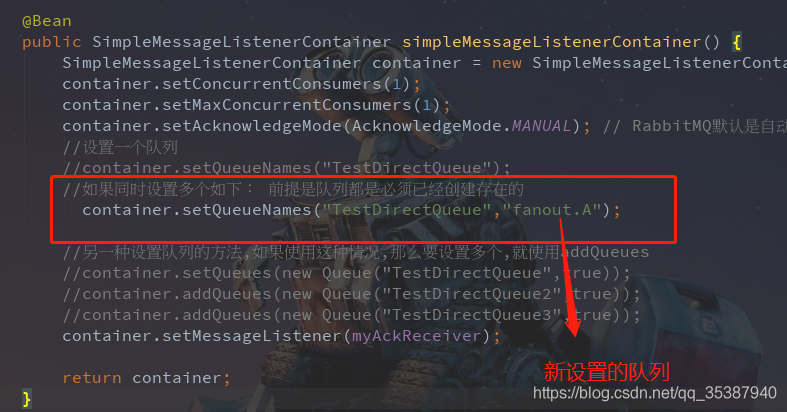 @Bean
public SimpleMessageListenerContainer simpleMessageListenerContainer() {
SimpleMessageListenerContainer container = new SimpleMessageListenerConta
container.setConcurrentConsumers(1);
container.setMaxConcurrentConsumers(1);
container.setAcknowledgeMode(AcknowledgeMode.MANUAL); // RabbitMQ默认是自动
//设置一个队列
//container.setQueueNames("TestDirectQueue");
//如果同时设置多个如下: 前提是队列都是必须已经创建存在的
container.setQueueNames("TestDirectQueue","fanout.A");
//另一种设置队列的方法,如果使用这种情况,那么要设置多个,就使用addQueues
//container.setQueues(new Queue("TestDirectQueue",true));
//container.addQueues(new Queue("TestDirectQueue2",true));
//container.addQueues(new Queue("TestDirectQueue3",true));
container.setMessageListener(myAckReceiver);
return container;
新设置的队列
https://blog.csdn.net/qq_35387940
}